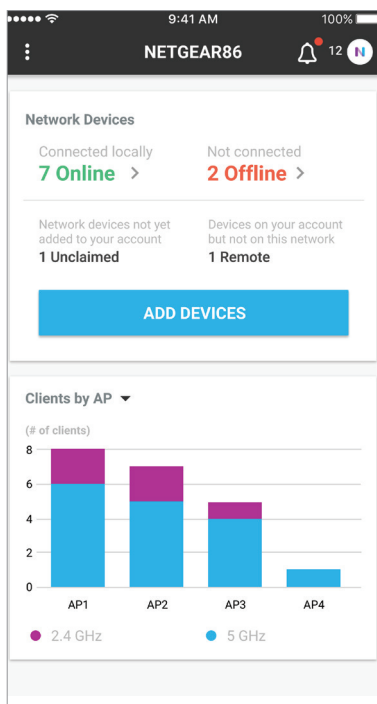 9:41 AM 100%
NETGEAR86 12 N
Network Devices
Connected locally Not connected
7 Online > 2 Offline >
Network devices not yet Devices on your account
added to your account but not on this network
1 Unclaimed 1 Remote
ADD DEVICES
Clients by AP
(# of clients)
8
6
4
2
0
AP1 AP2 AP3 AP4
2.4 GHz 5 GHz